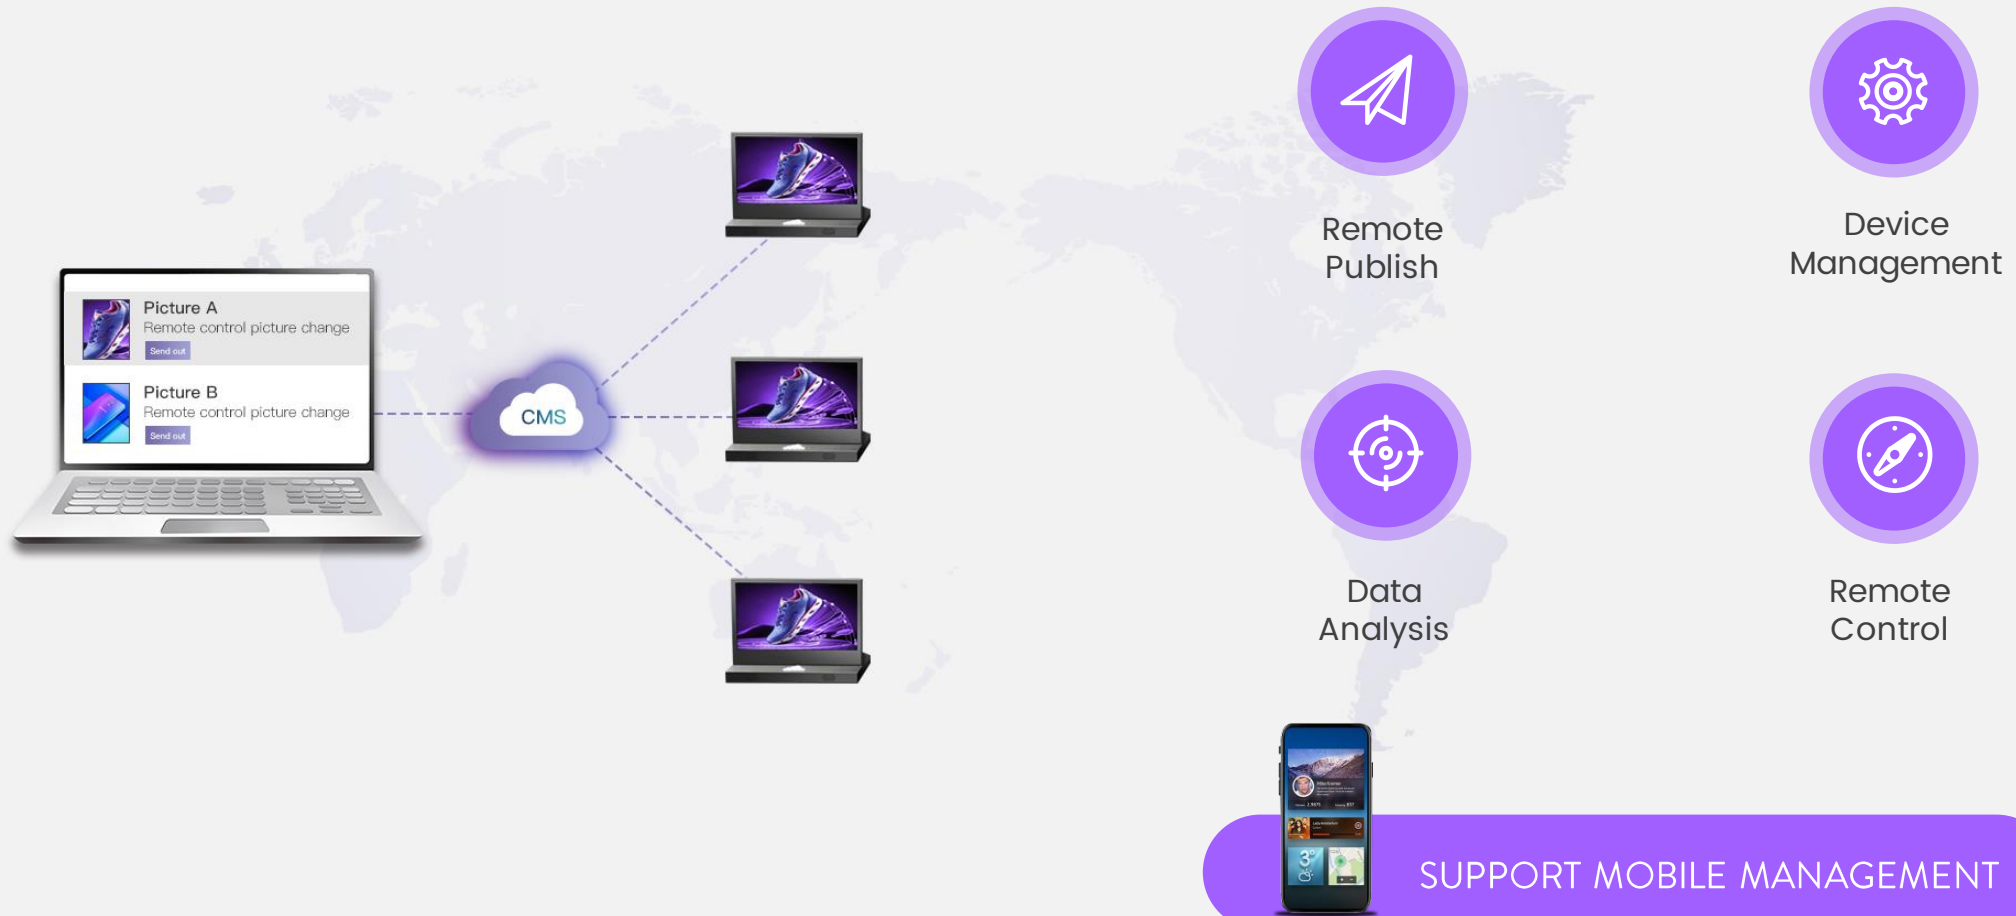 Picture A
Remote control picture change
Send out
Picture B
Remote control picture change
Send out
CMS
Remote
Publish
Device
Management
Data
Analysis
Remote
Control
3°
SUPPORT MOBILE MANAGEMENT